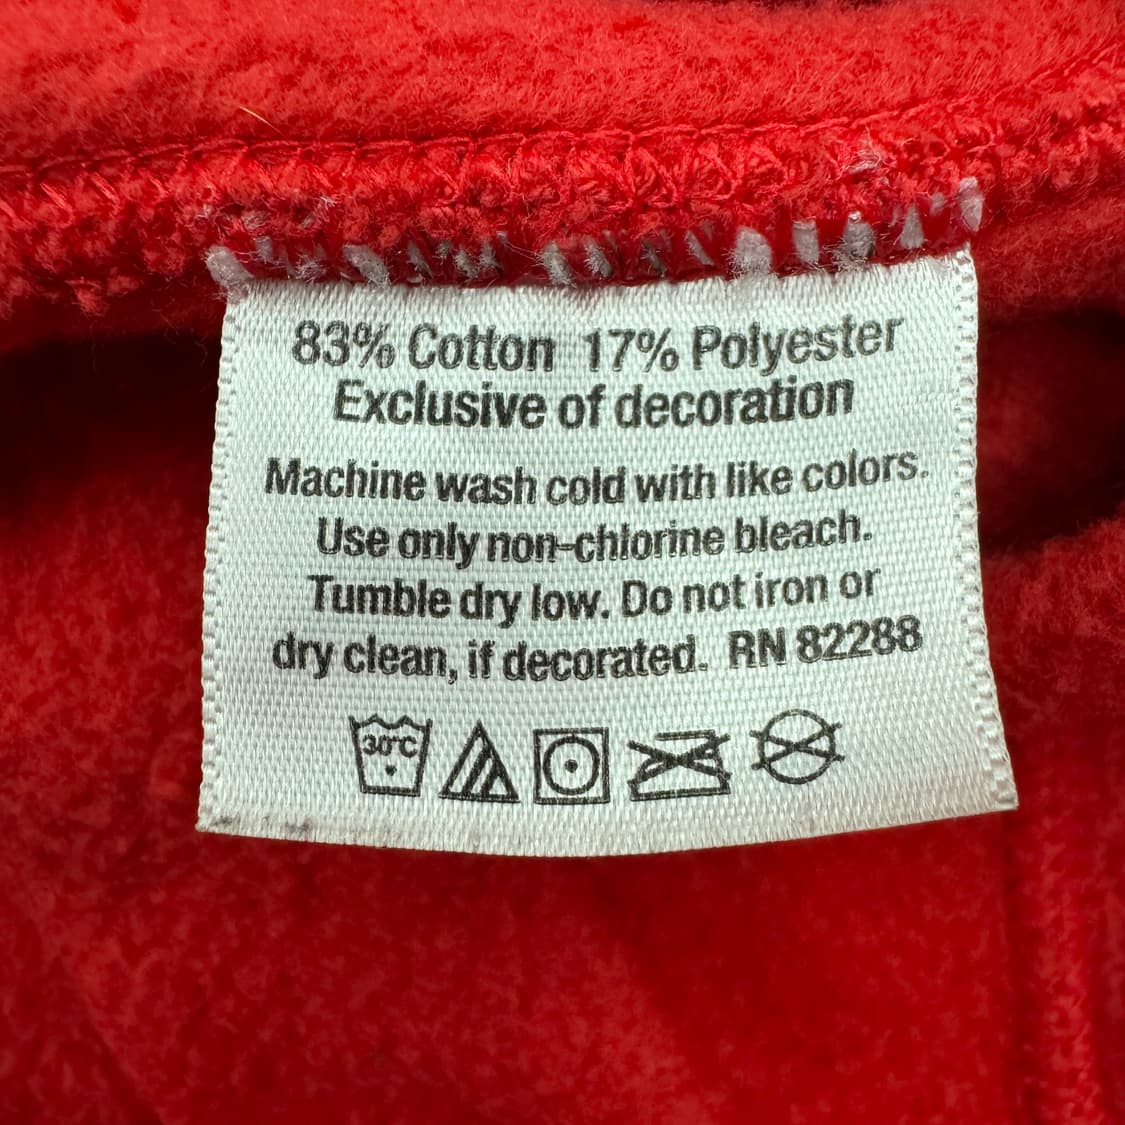 83% Cotton 17% Polyester
Exclusive of decoration
Machine wash cold with like colors.
Use only non-chlorine bleach.
Tumble dry low. Do not iron or
dry clean, if decorated. RN 82288
30°C